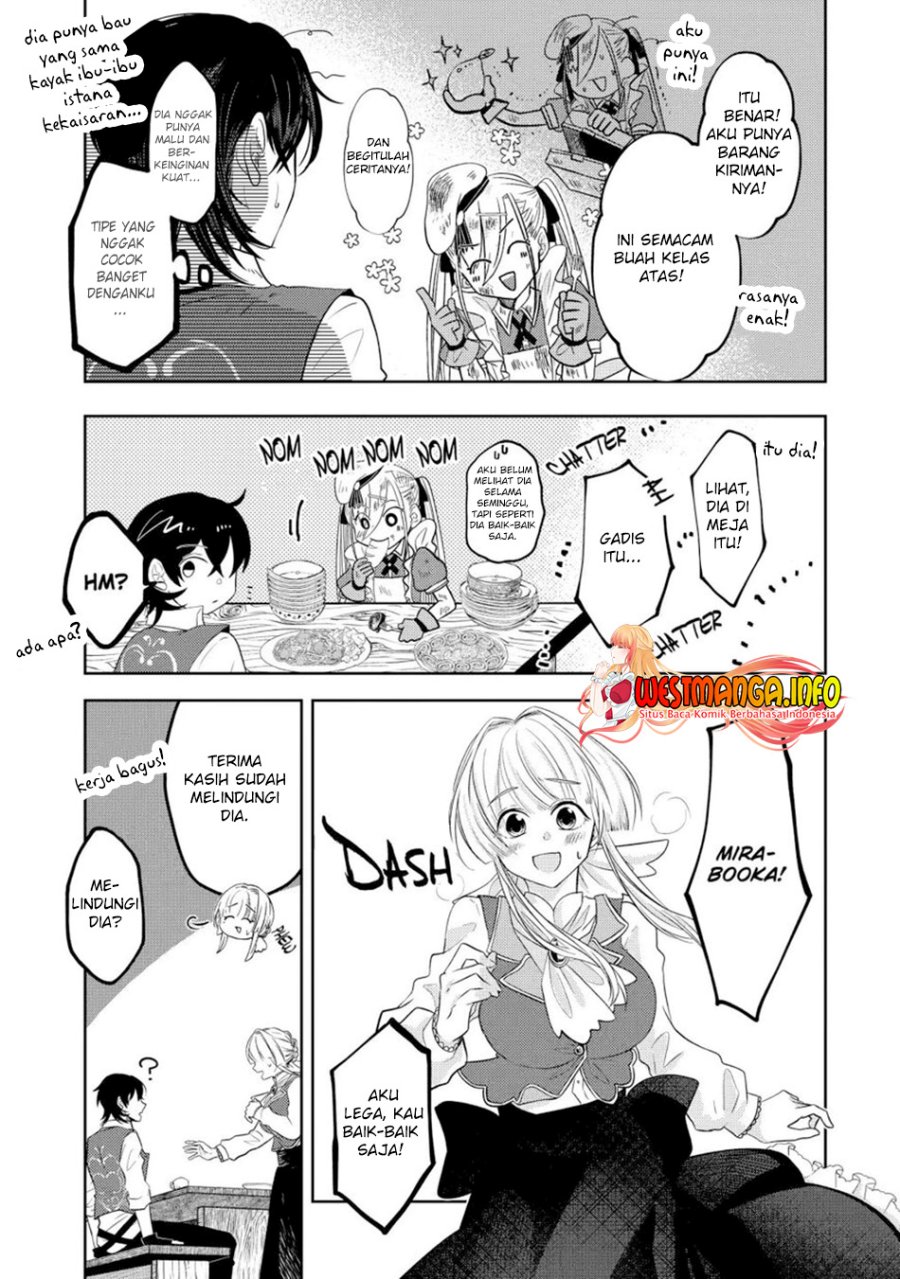 aku
punya
ini!
ITU
BENAR!
AKU PUNYA
BARANG
KIRIMAN-
NYA!
INI SEMACAM
BUAH KELAS
ATAS!
rasanya
enak!
DAN
BEGITULAH
CERITANYA!
dia punya bau
yang sama
kayak ibu-ibu
istana
kekaisaran...
DIA NGGAK
PUNYA
MALU DAN
BER-
KEINGINAN
KUAT...
TIPE YANG
NGGAK
COCOK
BANGET
DENGANKU
...
itu dia!
LIHAT,
DIA DI
MEJA
ITU!
CHATTER
AH
GADIS
ITU...
CHATTER
AKU BELUM
MELIHAT DIA
SELAMA
SEMINGGU,
TAPI SEPERTI
DIA BAIK-BAIK
SAJA.
NOM
NOM NOM NOM
NOM
HM?
ada apa?
WESTMANGA.INFO
Situs Baca Komik Berbahasa Indonesia
MIRA-
BOOKA!
DASH
AKU
LEGA, KAU
BAIK-BAIK
SAJA!
TERIMA
KASIH SUDAH
MELINDUNGI
DIA.
kerja bagus!
PHEW
ME-
LINDUNGI
DIA?
?